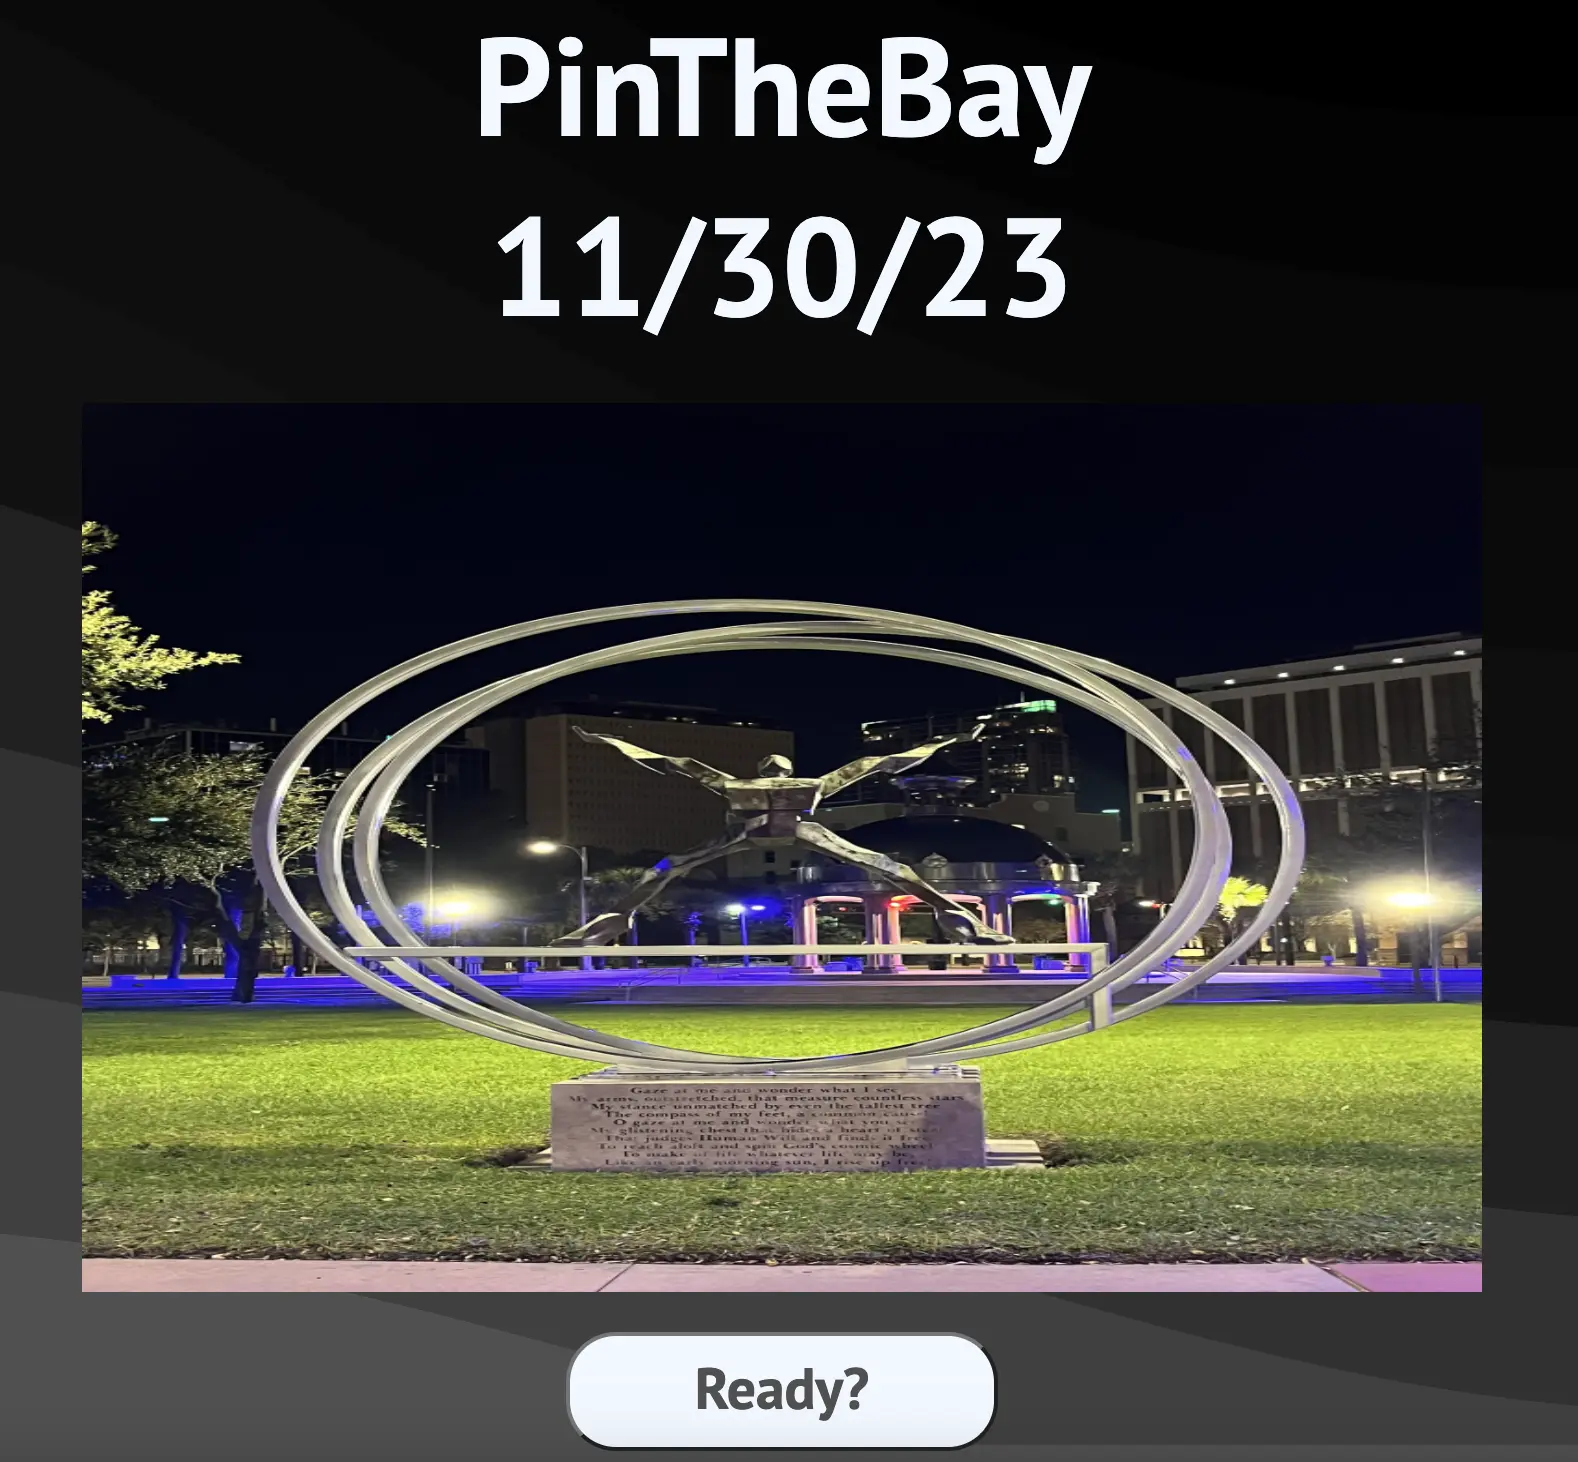 PinTheBay
11/30/23
Gaze at me and wonder what I see
My arms, outstretched, that measure countless stars
My stance unmatched by even the tallest tree
The compass of my feet, a common cause
O gaze at me and wonder what you see
My glistening chest that hides a heart of
That judges Human Will and finds it free
To reach aloft and spin God's cosmic wheel
To make of life whatever life may be,
Like an early morning sun, I rise up free
Ready?